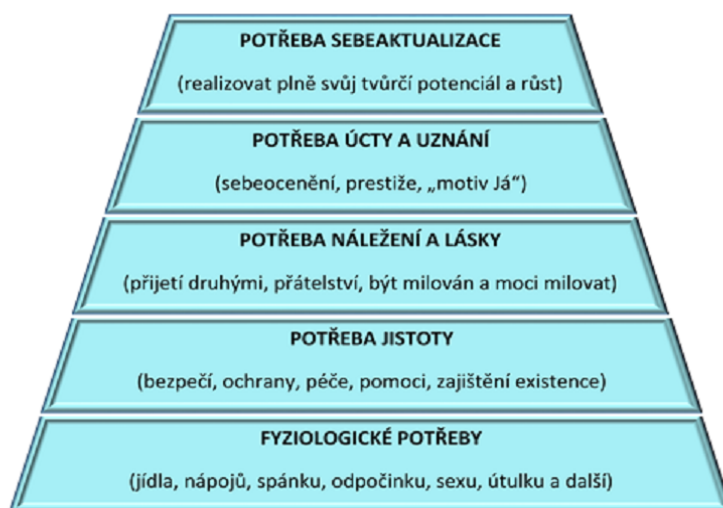 POTŘEBA SEBEAKTUALIZACE
(realizovat plně svůj tvůrčí potenciál a růst)
POTŘEBA ÚCTY A UZNÁNÍ
(sebeocenění, prestiže, „motiv Já“)
POTŘEBA NÁLEŽENÍ A LÁSKY
(přijetí druhými, přátelství, být milován a moci milovat)
POTŘEBA JISTOTY
(bezpečí, ochrany, péče, pomoci, zajištění existence)
FYZIOLOGICKÉ POTŘEBY
(jídla, nápojů, spánku, odpočinku, sexu, útulku a další)